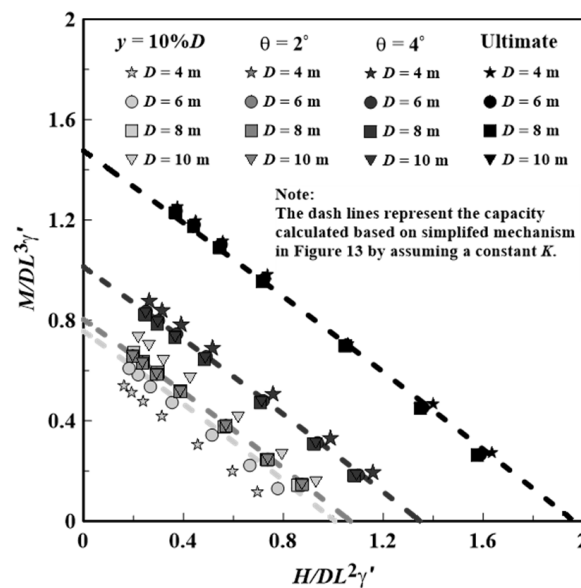 y = 10%D θ = 2° θ = 4° Ultimate
D = 4 m D = 4 m D = 4 m D = 4 m
D = 6 m D = 6 m D = 6 m D = 6 m
D = 8 m D = 8 m D = 8 m D = 8 m
D = 10 m D = 10 m D = 10 m D = 10 m
Note:
The dash lines represent the capacity
calculated based on simplifed mechanism
in Figure 13 by assuming a constant K.
M/DL³γ'
2
1.6
1.2
0.8
0.4
0
0 0.4 0.8 1.2 1.6 2
H/DL²γ'